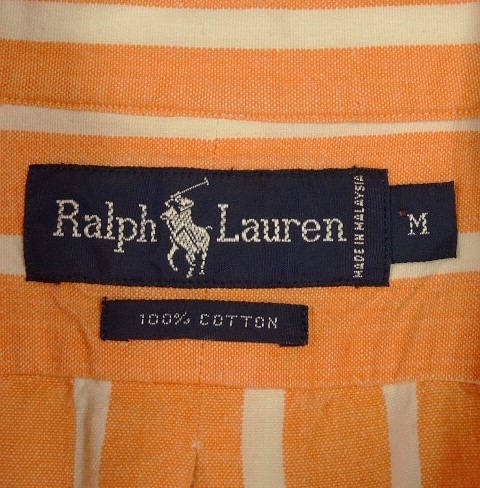 Ralph Lauren
MADE IN MALAYSIA
M
100% COTTON